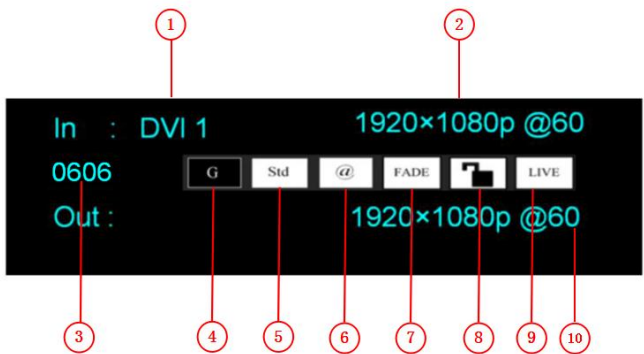 1 2
In : DVI 1 1920×1080p @60
0606 G Std @ FADE LIVE
Out : 1920×1080p @60
3 4 5 6 7 8 9 10